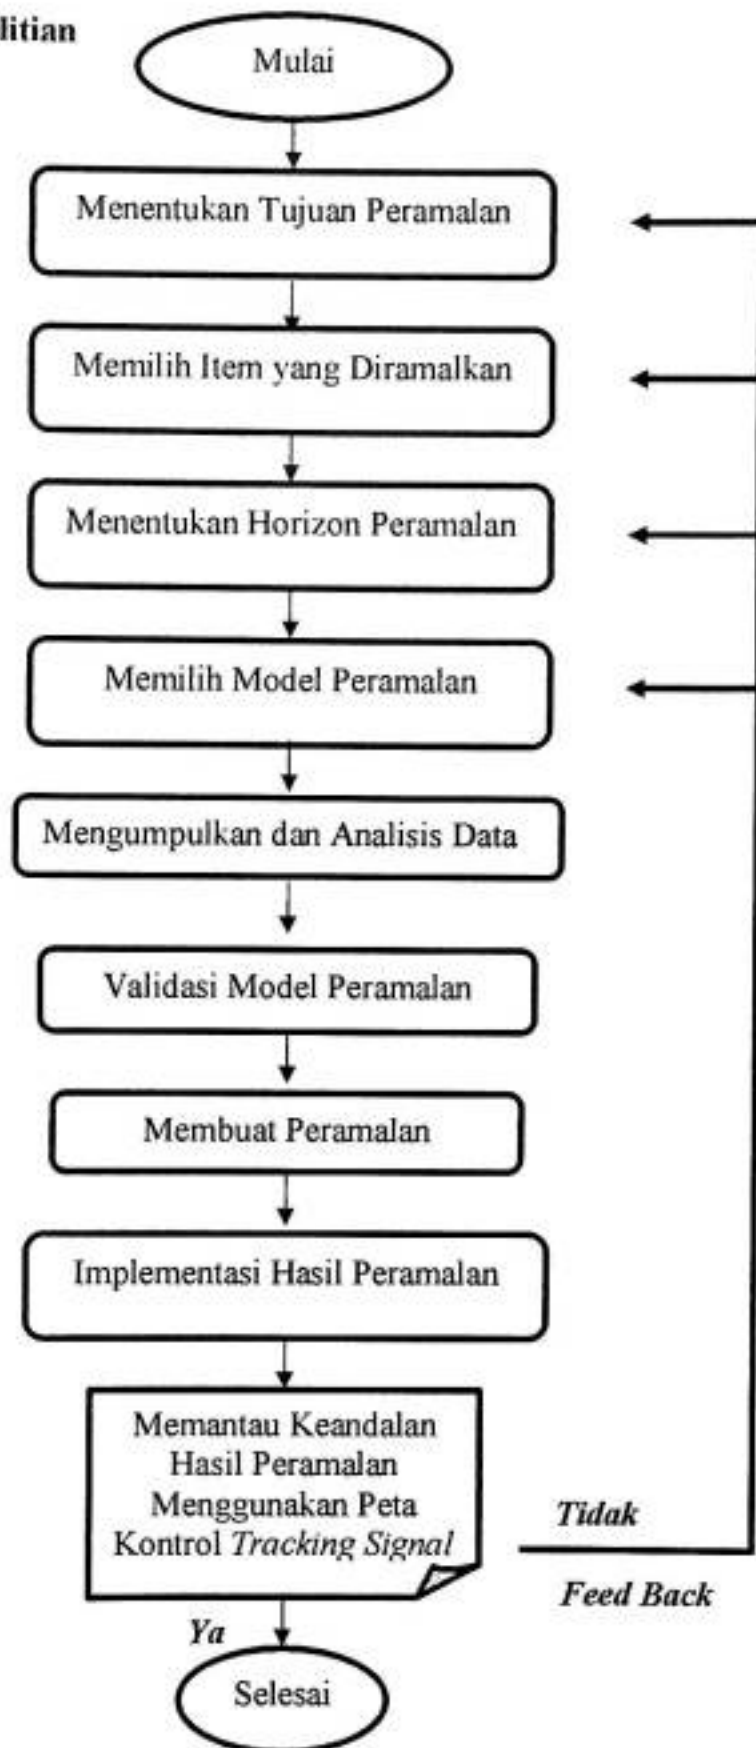 litian
Mulai
Menentukan Tujuan Peramalan
Memilih Item yang Diramalkan
Menentukan Horizon Peramalan
Memilih Model Peramalan
Mengumpulkan dan Analisis Data
Validasi Model Peramalan
Membuat Peramalan
Implementasi Hasil Peramalan
Memantau Keandalan
Hasil Peramalan
Menggunakan Peta
Kontrol Tracking Signal
Tidak
Feed Back
Ya
Selesai